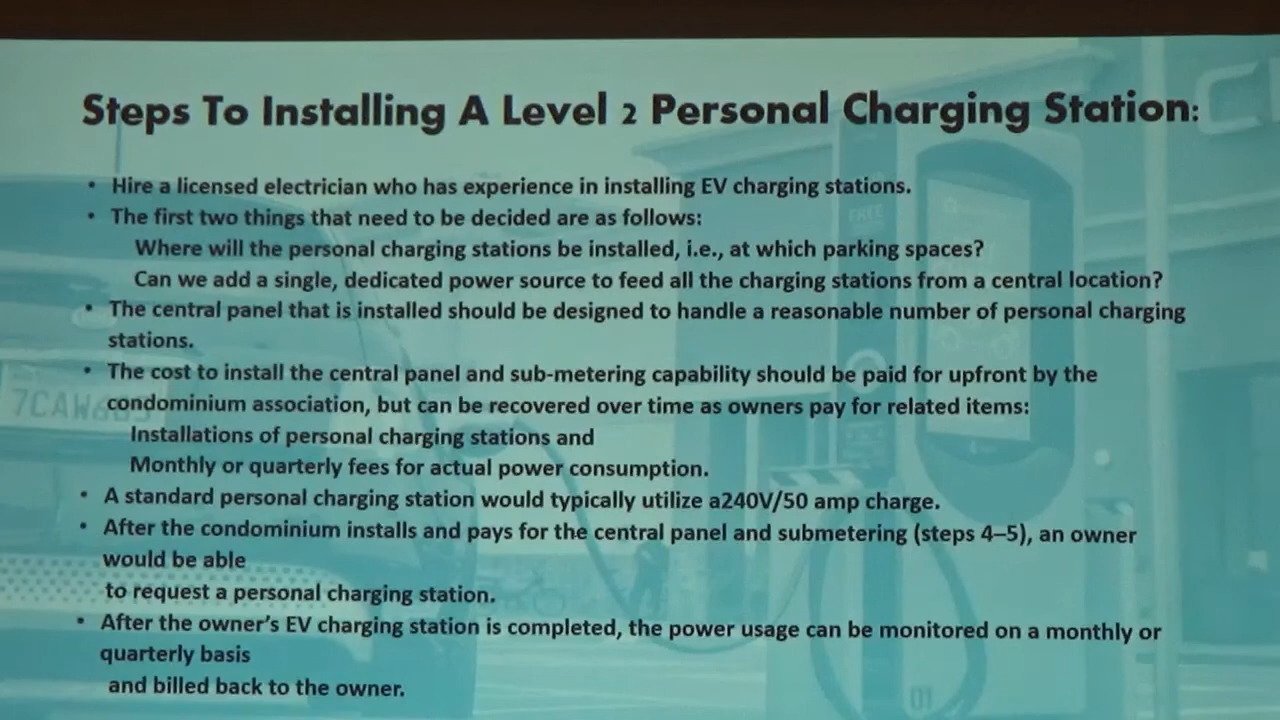 Steps To Installing A Level 2 Personal Charging Station:
• Hire a licensed electrician who has experience in installing EV charging stations.
• The first two things that need to be decided are as follows:
Where will the personal charging stations be installed, i.e., at which parking spaces?
Can we add a single, dedicated power source to feed all the charging stations from a central location?
• The central panel that is installed should be designed to handle a reasonable number of personal charging
stations.
• The cost to install the central panel and sub-metering capability should be paid for upfront by the
condominium association, but can be recovered over time as owners pay for related items:
Installations of personal charging stations and
Monthly or quarterly fees for actual power consumption.
• A standard personal charging station would typically utilize a240V/50 amp charge.
• After the condominium installs and pays for the central panel and submetering (steps 4–5), an owner
would be able
to request a personal charging station.
• After the owner's EV charging station is completed, the power usage can be monitored on a monthly or
quarterly basis
and billed back to the owner.
FREE
01